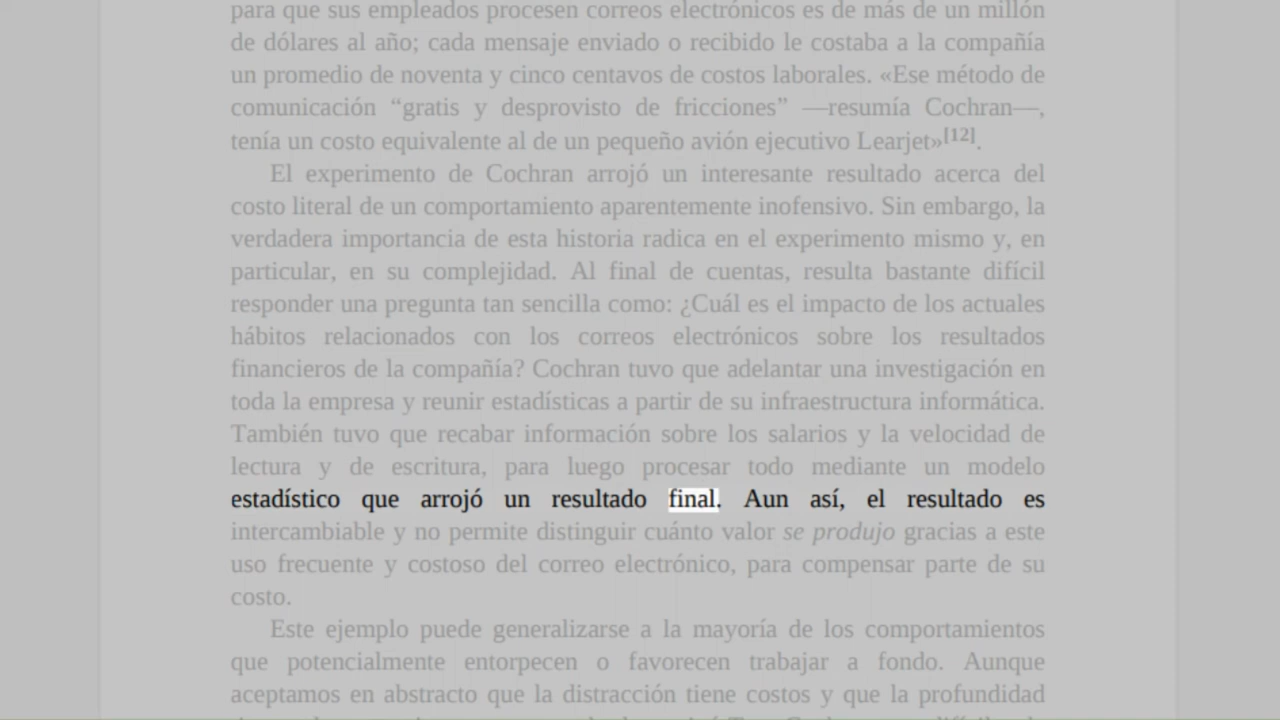 para que sus empleados procesen correos electrónicos es de más de un millón
de dólares al año; cada mensaje enviado o recibido le costaba a la compañía
un promedio de noventa y cinco centavos de costos laborales. «Ese método de
comunicación “gratis y desprovisto de fricciones” —resumía Cochran—,
tenía un costo equivalente al de un pequeño avión ejecutivo Learjet»[12].
El experimento de Cochran arrojó un interesante resultado acerca del
costo literal de un comportamiento aparentemente inofensivo. Sin embargo, la
verdadera importancia de esta historia radica en el experimento mismo y, en
particular, en su complejidad. Al final de cuentas, resulta bastante difícil
responder una pregunta tan sencilla como: ¿Cuál es el impacto de los actuales
hábitos relacionados con los correos electrónicos sobre los resultados
financieros de la compañía? Cochran tuvo que adelantar una investigación en
toda la empresa y reunir estadísticas a partir de su infraestructura informática.
También tuvo que recabar información sobre los salarios y la velocidad de
lectura y de escritura, para luego procesar todo mediante un modelo
estadístico que arrojó un resultado final. Aun así, el resultado es
intercambiable y no permite distinguir cuánto valor se produjo gracias a este
uso frecuente y costoso del correo electrónico, para compensar parte de su
costo.
Este ejemplo puede generalizarse a la mayoría de los comportamientos
que potencialmente entorpecen o favorecen trabajar a fondo. Aunque
aceptamos en abstracto que la distracción tiene costos y que la profundidad